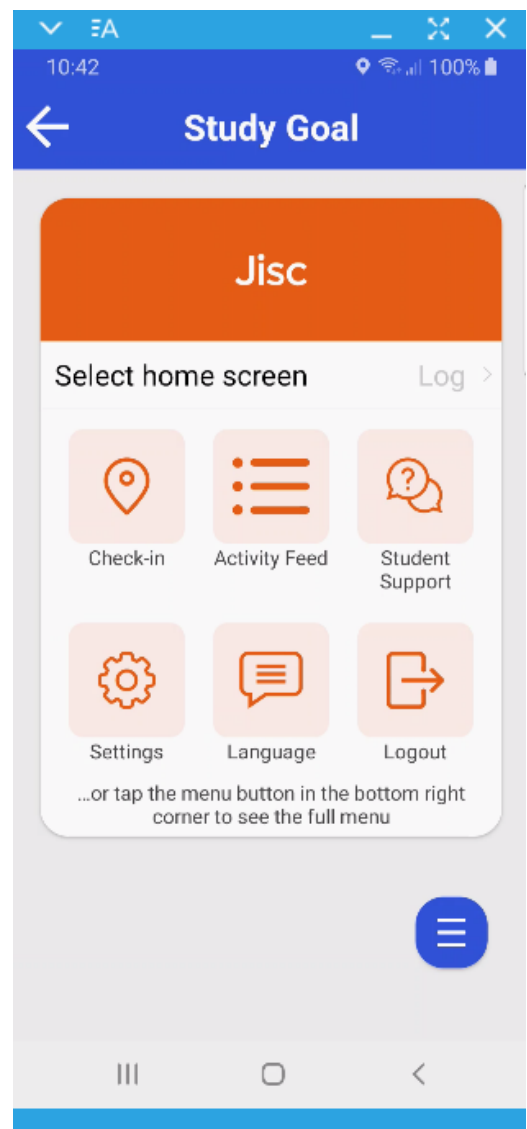 ΞA
10:42
100%
Study Goal
Jisc
Select home screen Log
Check-in Activity Feed Student Support
Settings Language Logout
...or tap the menu button in the bottom right
corner to see the full menu